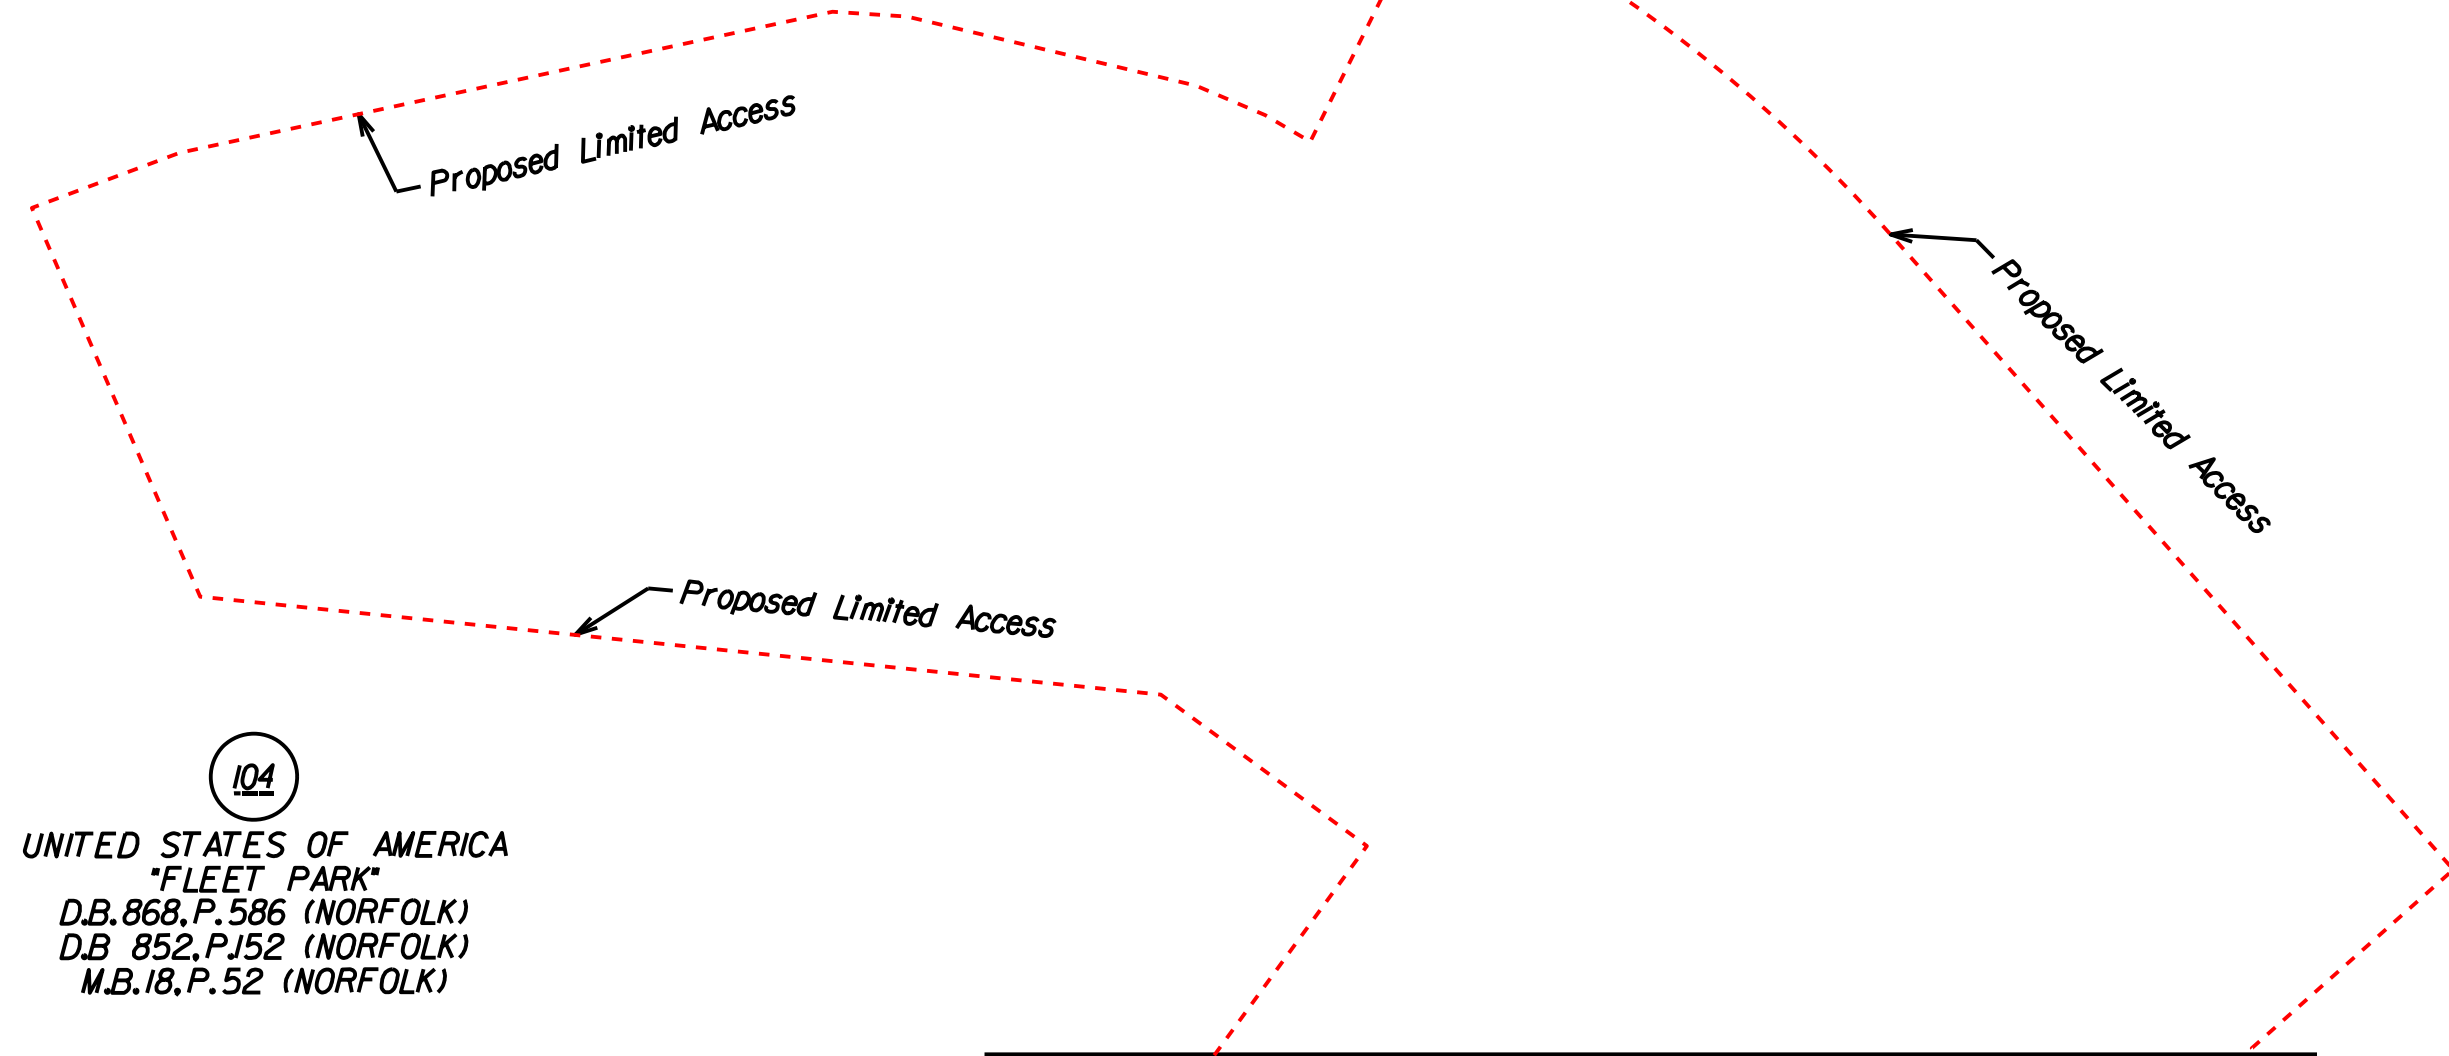 Proposed Limited Access
Proposed Limited Access
Proposed Limited Access
104
UNITED STATES OF AMERICA
"FLEET PARK"
D.B.868,P.586 (NORFOLK)
D.B 852,P.152 (NORFOLK)
M.B.18,P.52 (NORFOLK)